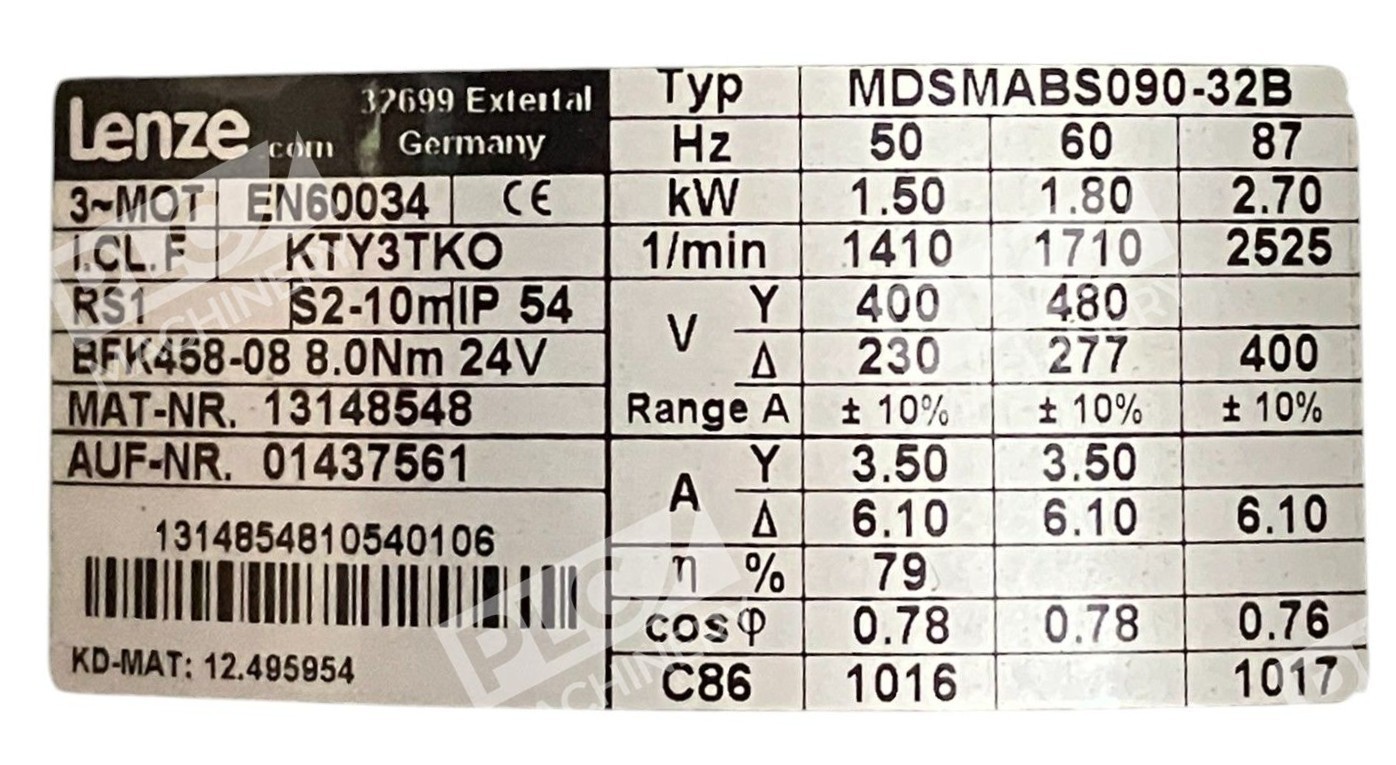 Lenze.com 32699 Extertal
Germany
3~MOT EN60034 CE
I.CL.F KTY3TKO
RS1 S2-10m IP 54
BFK458-08 8.0Nm 24V
MAT-NR. 13148548
AUF-NR. 01437561
1314854810540106
KD-MAT: 12.495954
Typ MDSMABS090-32B
Hz 50 60 87
kW 1.50 1.80 2.70
1/min 1410 1710 2525
V Y 400 480
Δ 230 277 400
Range A ± 10% ± 10% ± 10%
A Y 3.50 3.50
Δ 6.10 6.10 6.10
η % 79
cosφ 0.78 0.78 0.76
C86 1016 1017
PLC MACHINERY
PLC MACHINERY